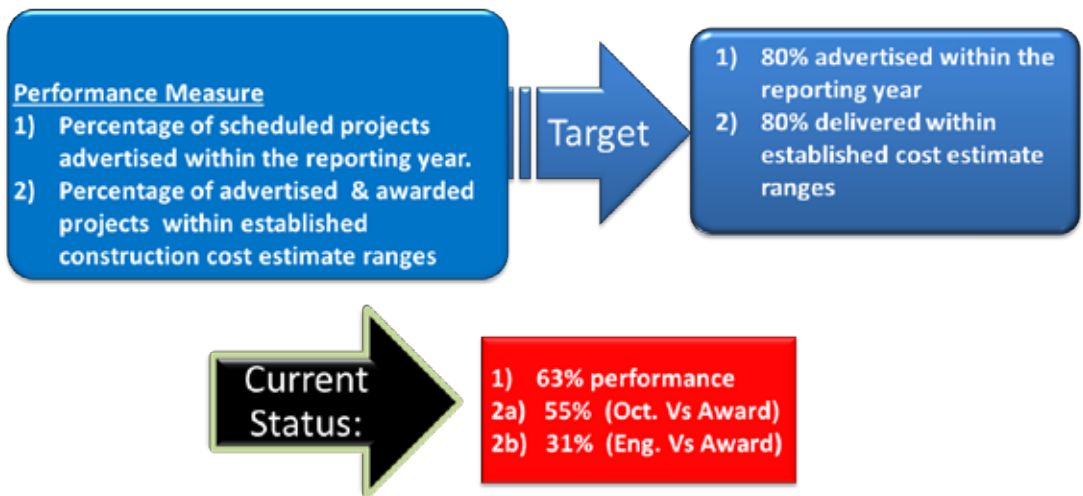 Performance Measure
1) Percentage of scheduled projects
advertised within the reporting year.
2) Percentage of advertised & awarded
projects within established
construction cost estimate ranges
Target
1) 80% advertised within the
reporting year
2) 80% delivered within
established cost estimate
ranges
Current
Status:
1) 63% performance
2a) 55% (Oct. Vs Award)
2b) 31% (Eng. Vs Award)